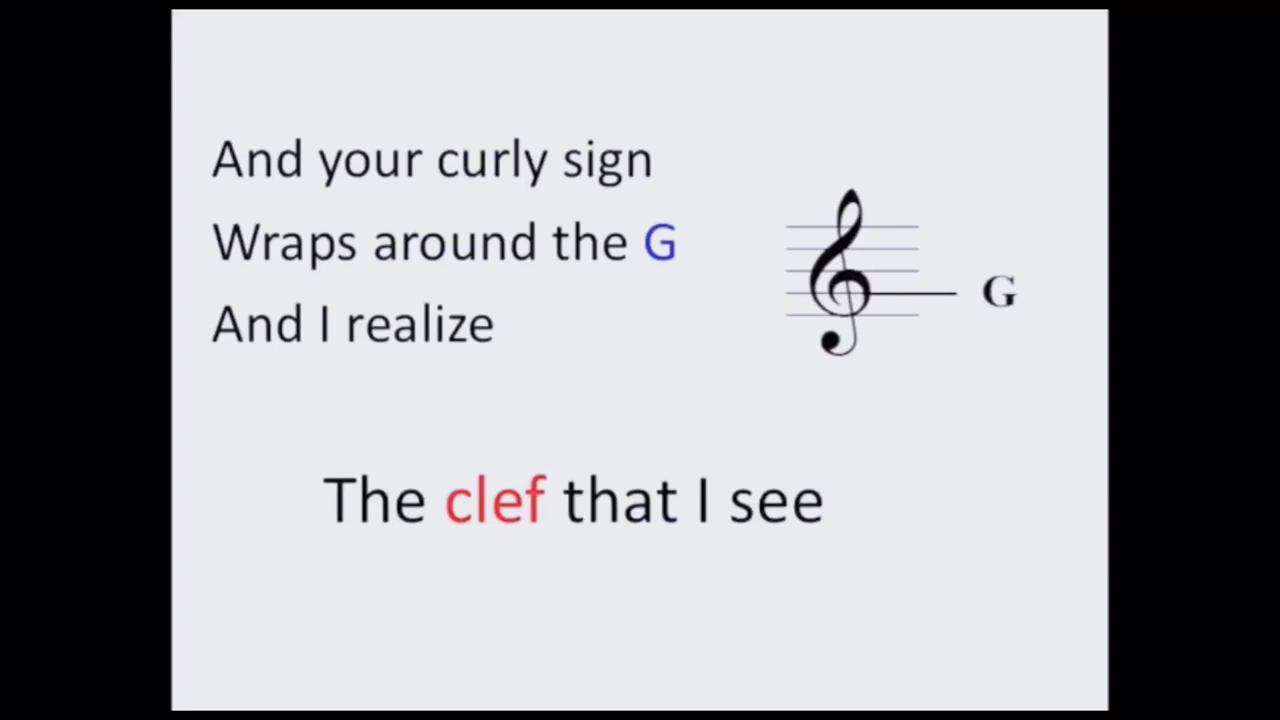 And your curly sign
Wraps around the G
And I realize
G
The clef that I see